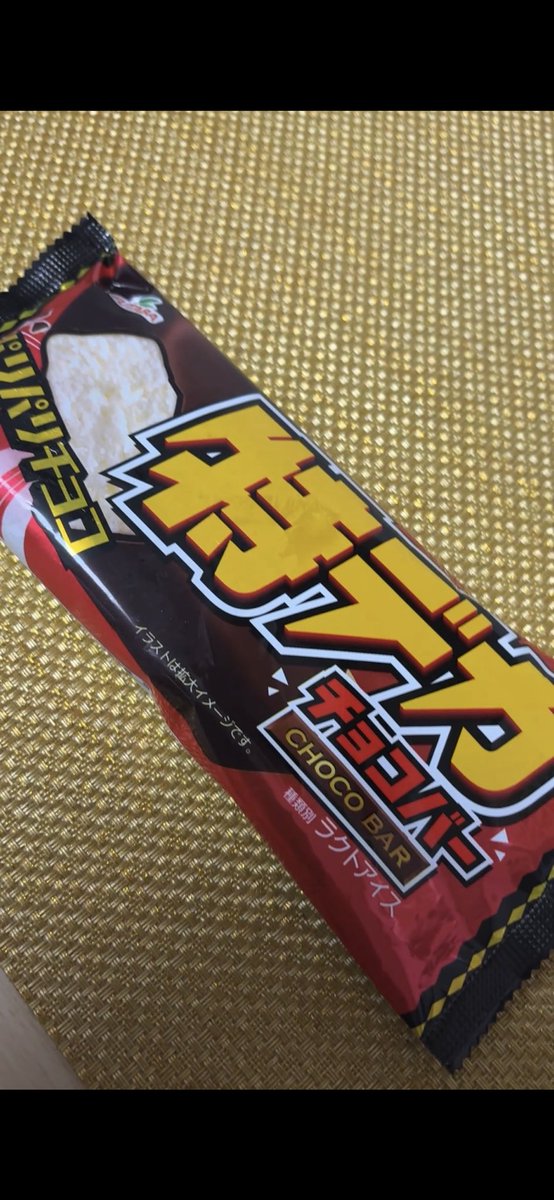 パリパリチョコ
特デカ
チョコバー
CHOCO BAR
種類別 ラクトアイス
イラストは拡大イメージです。